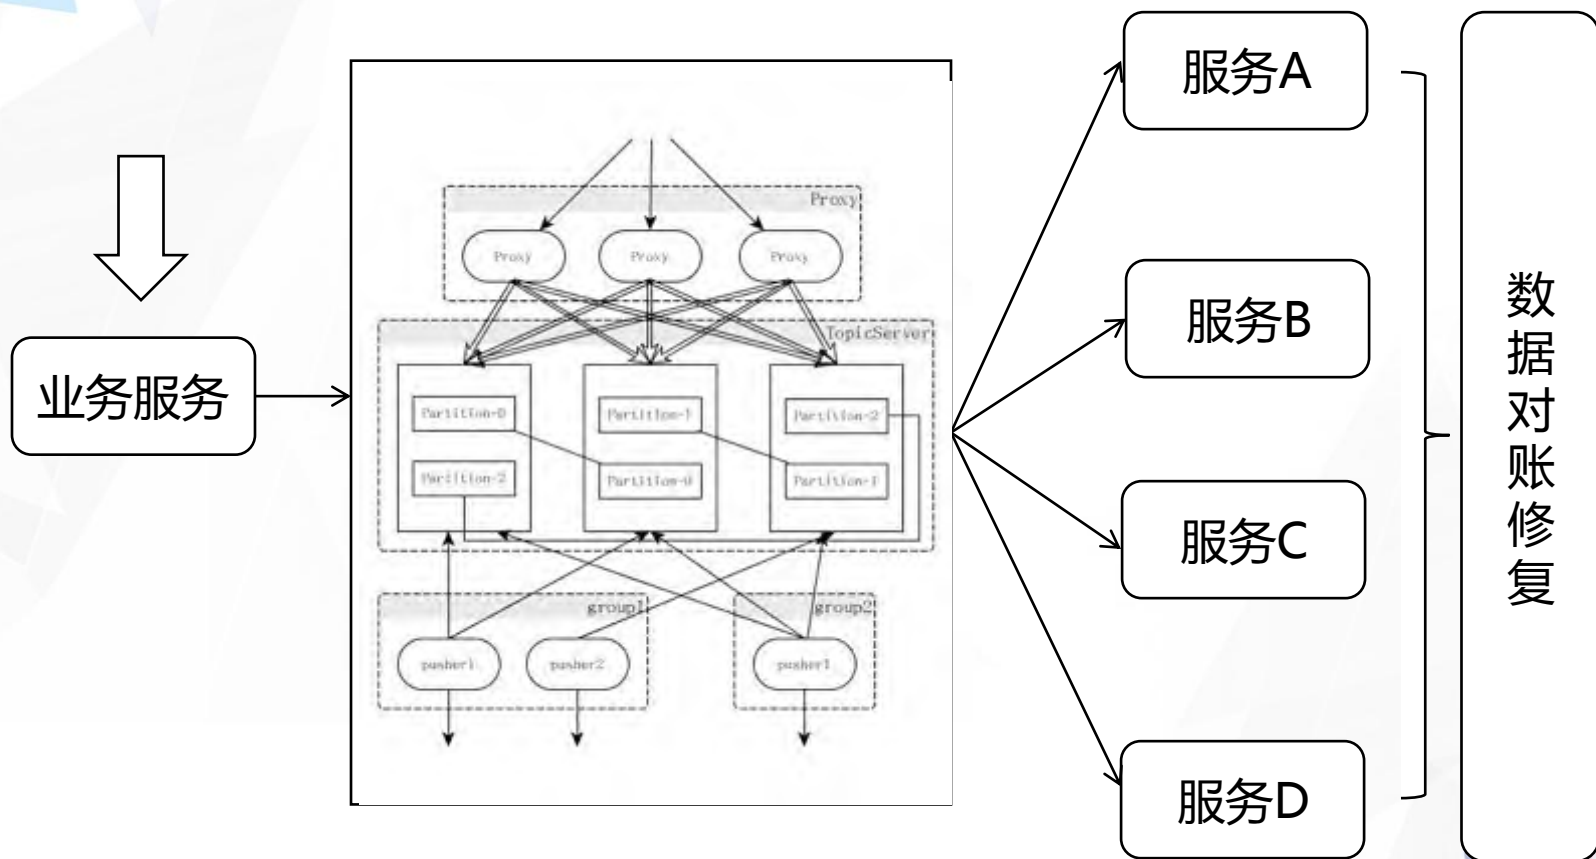 业务服务
Proxy
Proxy
Proxy
Proxy
TopicServer
Partition-0
Partition-1
Partition-2
Partition-2
Partition-0
Partition-1
group1
group2
pusher1
pusher2
pusher1
服务A
服务B
服务C
服务D
数据对账修复